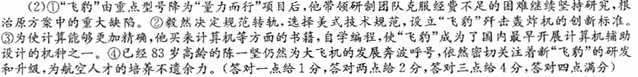 (2)①“飞豹”由重点型号降为“量力而行”项目后,他带领研制团队克服经费不足的困难继续坚持研究,根
治原方案中的重大缺陷。②毅然决定规范转轨,选择美式技术规范,设立“飞豹”歼击轰炸机的创新标准。
③为使计算能够更加精确,他买来计算机等方面的书籍,自学编程,使“飞豹”成为了国内最早开展计算机辅助
设计的机种之一。④已经83岁高龄的陈一坚仍然为大飞机的发展奔波呼号,依然密切关注着新“飞豹”的研发
和升级,为航空人才的培养不遗余力。(答对一点给1分,答对两点给2分,答对三点给4分,答对四点满分)